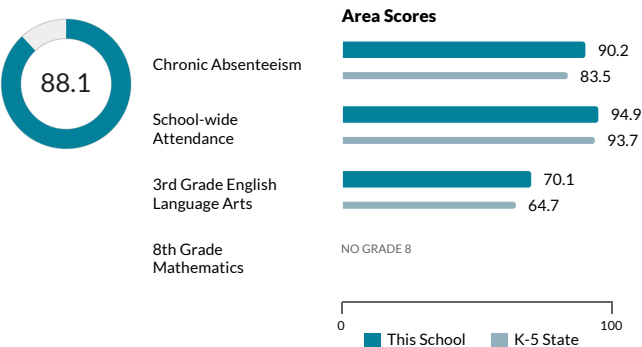 Area Scores
88.1
Chronic Absenteeism
90.2
83.5
School-wide
Attendance
94.9
93.7
3rd Grade English
Language Arts
70.1
64.7
8th Grade
Mathematics
NO GRADE 8
0
100
This School
K-5 State